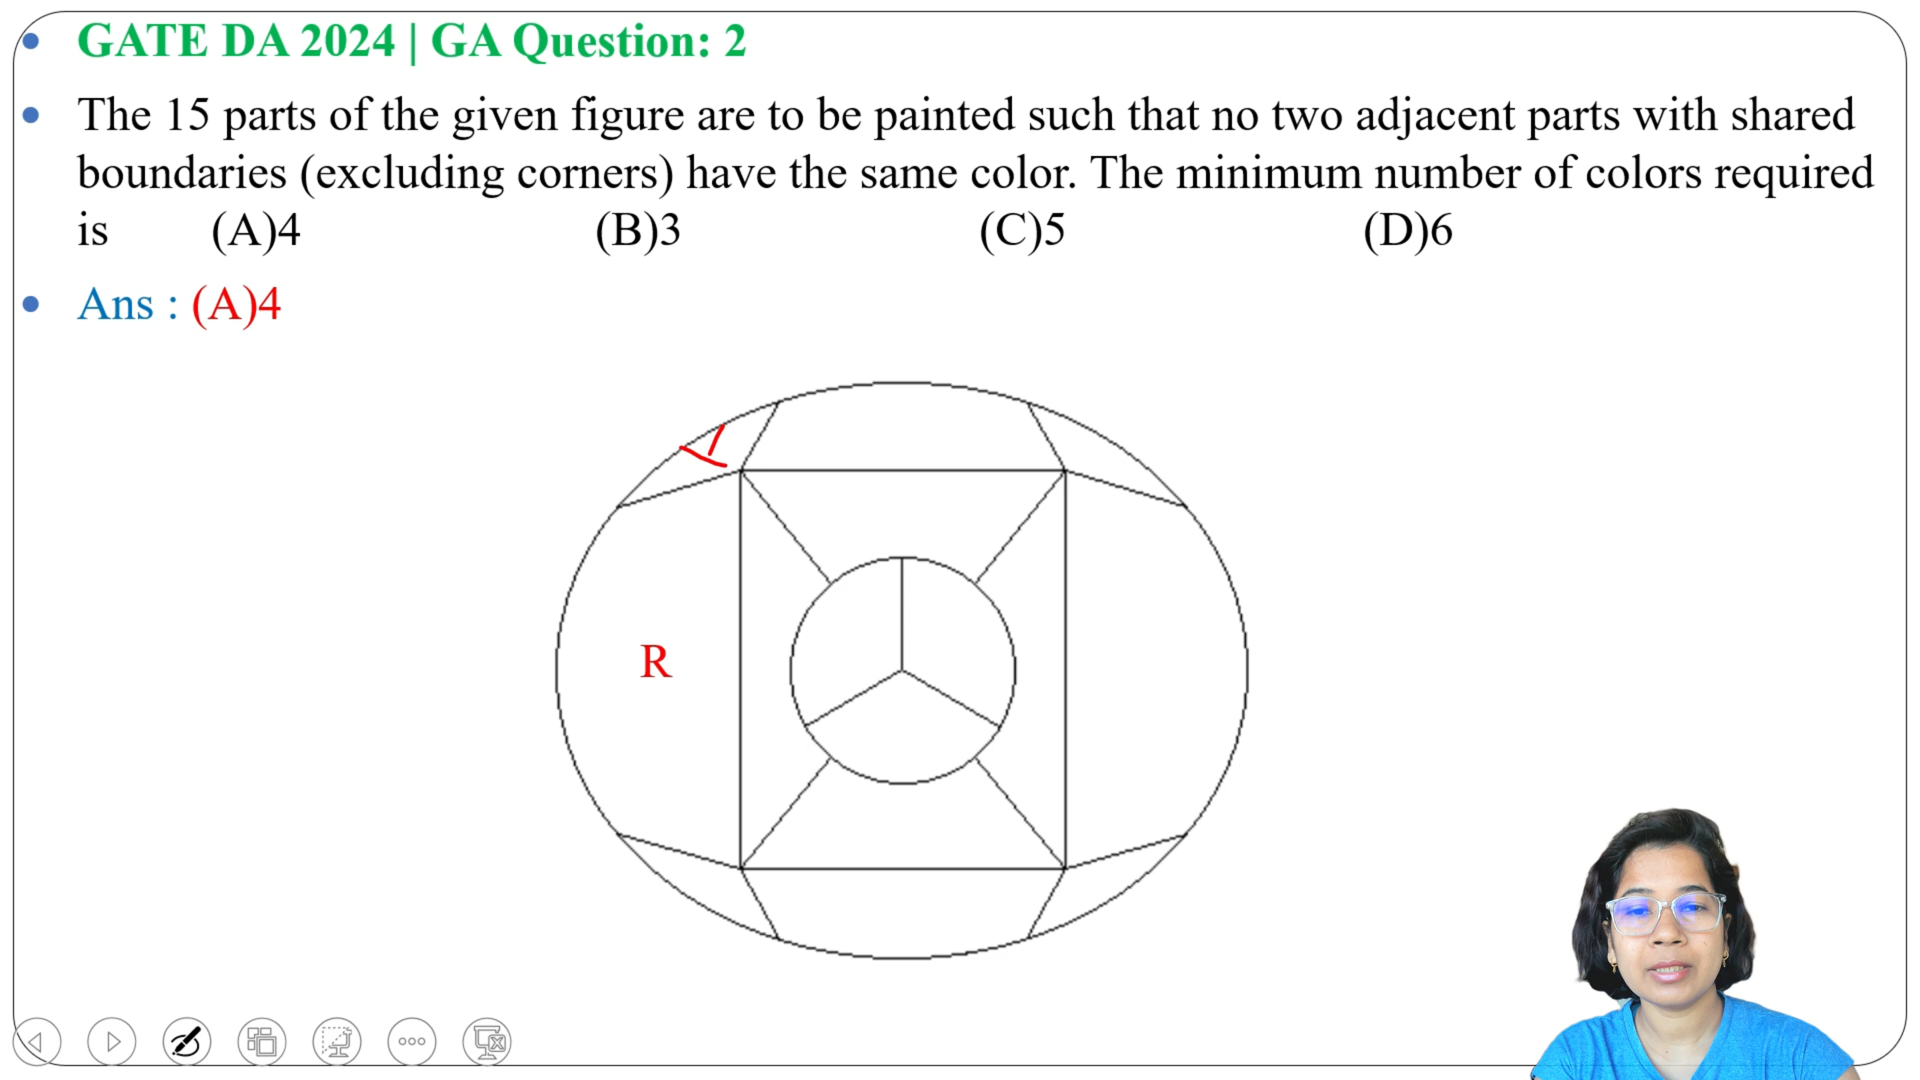 GATE DA 2024 | GA Question: 2
The 15 parts of the given figure are to be painted such that no two adjacent parts with shared
boundaries (excluding corners) have the same color. The minimum number of colors required
is (A)4 (B)3 (C)5 (D)6
Ans : (A)4
R